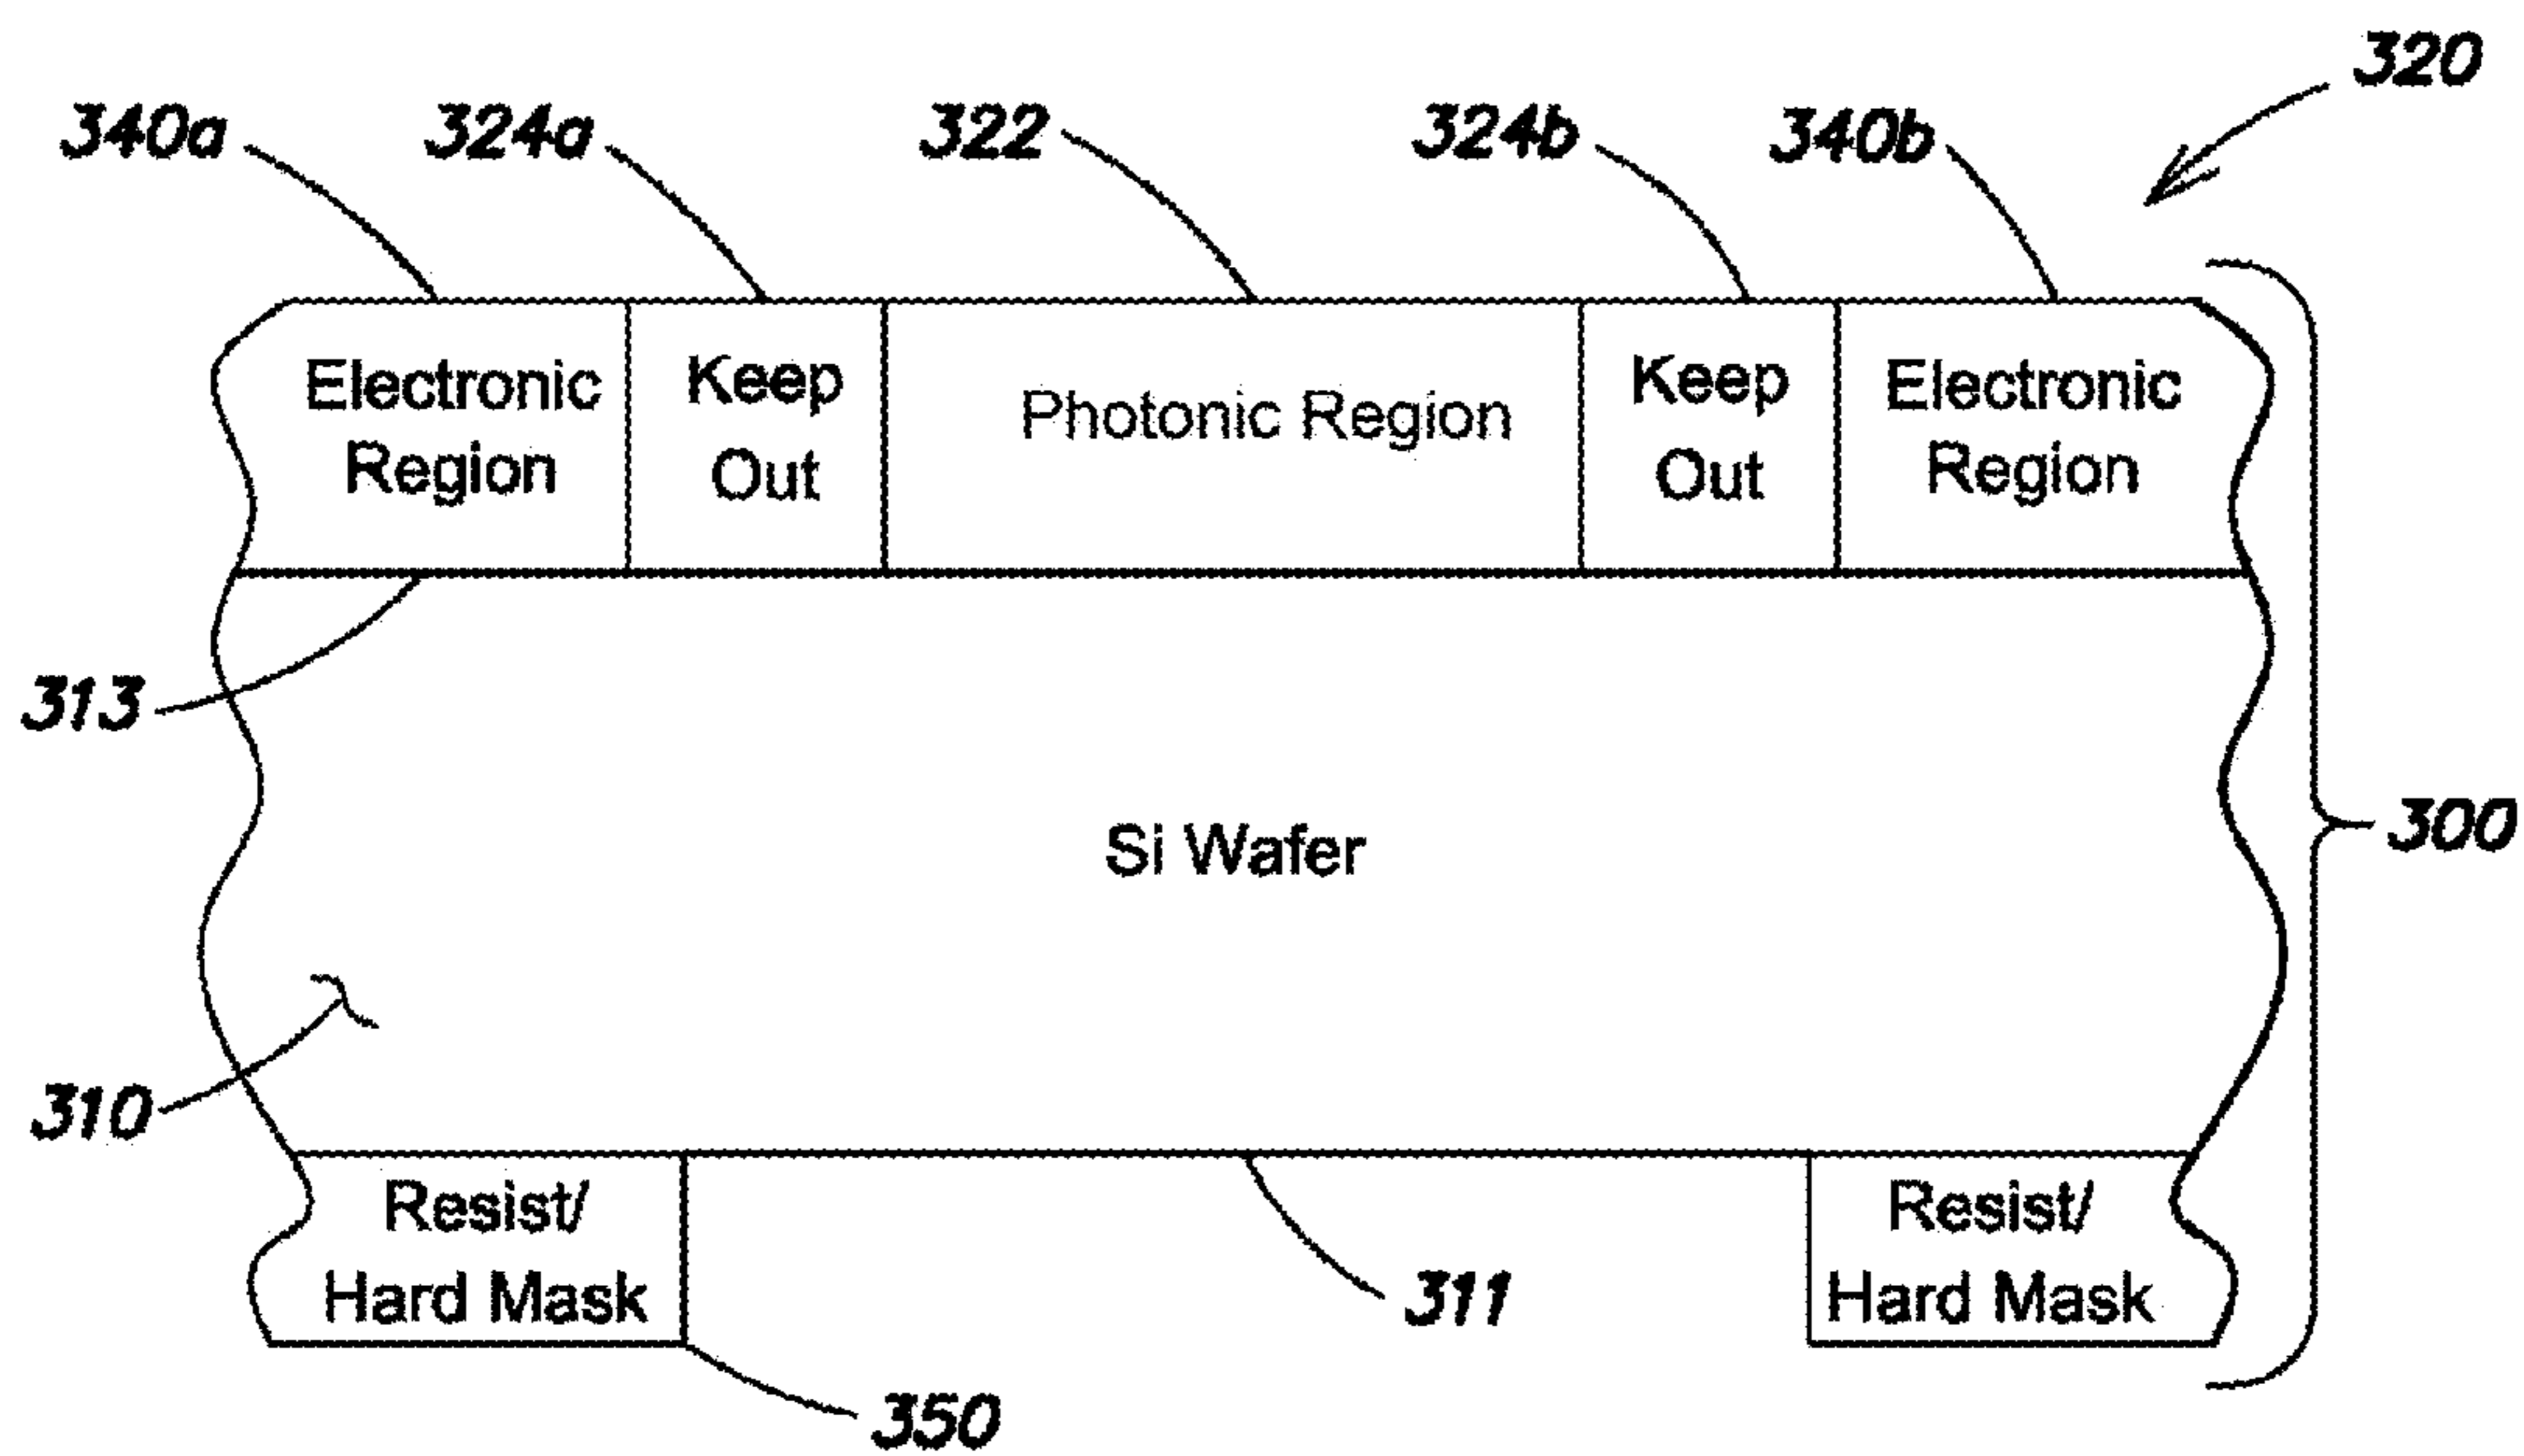 320
340a
324a
322
324b
340b
Electronic
Region
Keep
Out
Photonic Region
Keep
Out
Electronic
Region
313
Si Wafer
300
310
Resist/
Hard Mask
311
Resist/
Hard Mask
350